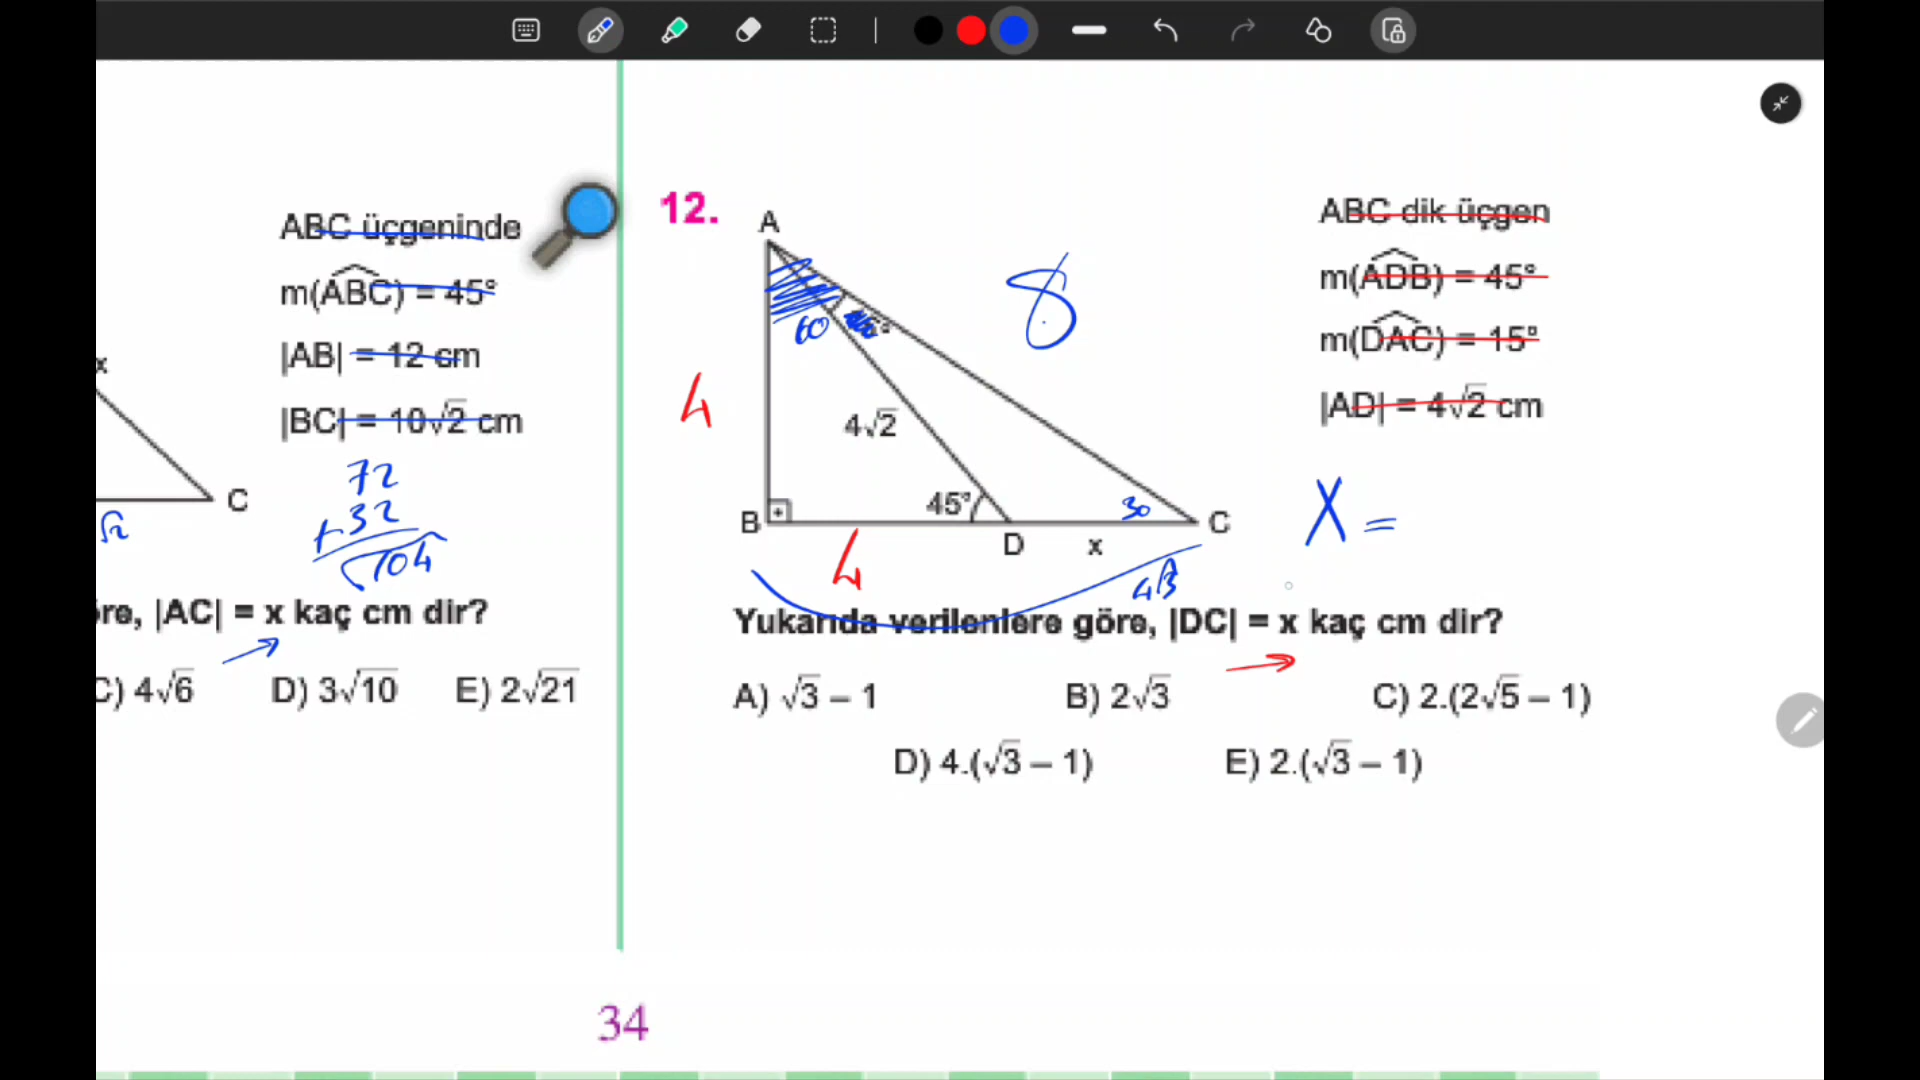 ABC üçgeninde
m(ABC) = 45°
|AB| = 12 cm
|BC| = 10√2 cm
x
C
√2
72
+32
√104
re, |AC| = x kaç cm dir?
C) 4√6 D) 3√10 E) 2√21
12.
A
8
60
4
4√2
B
45°
30
C
D
x
4
4√3
ABC dik üçgen
m(ADB) = 45°
m(DAC) = 15°
|AD| = 4√2 cm
X =
Yukarıda verilenlere göre, |DC| = x kaç cm dir?
A) √3 – 1 B) 2√3 C) 2.(2√5 – 1)
D) 4.(√3 – 1) E) 2.(√3 – 1)
34